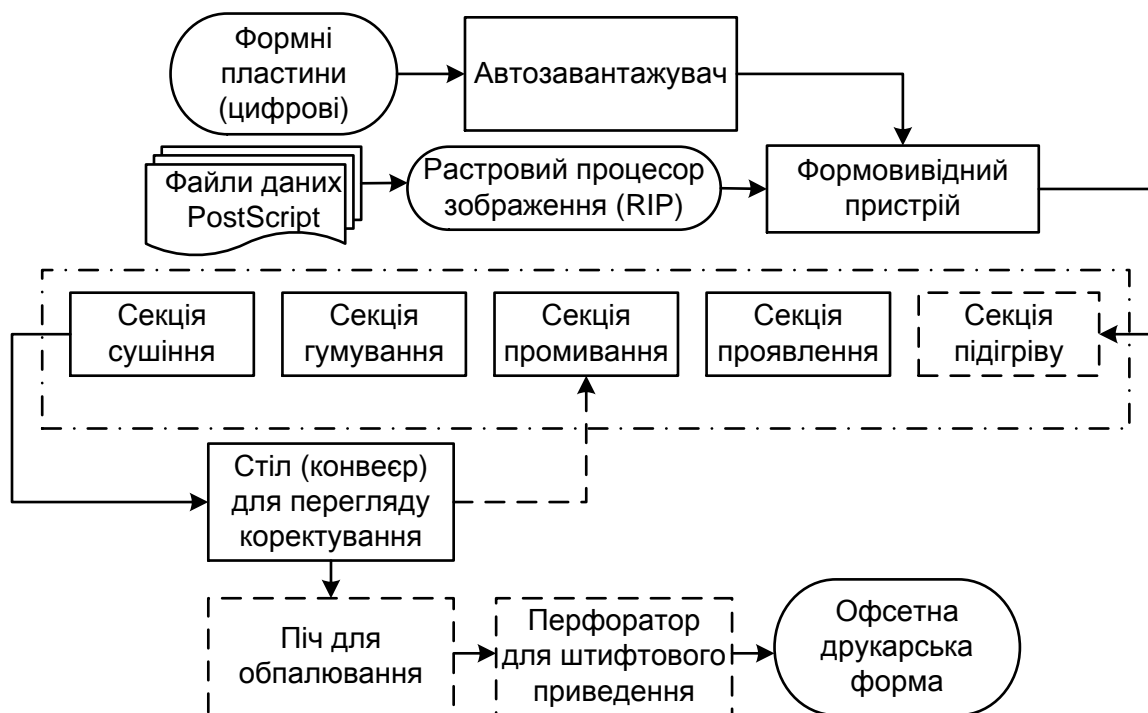 Формні
пластини
(цифрові)
Автозавантажувач
Файли даних
PostScript
Растровий процесор
зображення (RIP)
Формовивідний
пристрій
Секція
сушіння
Секція
гумування
Секція
промивання
Секція
проявлення
Секція
підігріву
Стіл (конвеєр)
для перегляду
коректування
Піч для
обпалювання
Перфоратор
для штифтового
приведення
Офсетна
друкарська
форма